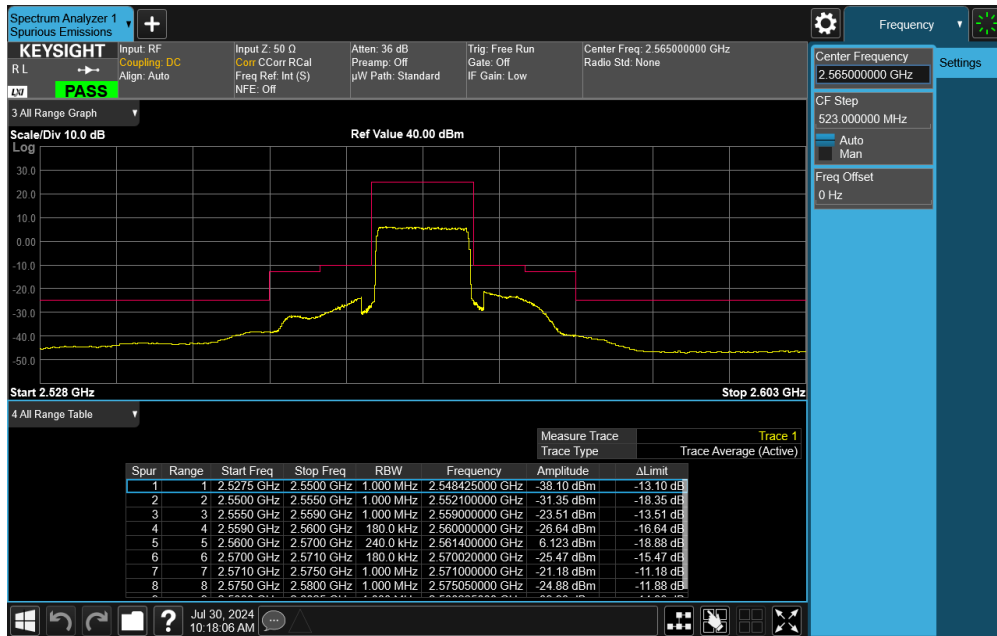 Spectrum Analyzer 1
Spurious Emissions
Frequency
KEYSIGHT
R L
LXI
PASS
Input: RF
Coupling: DC
Align: Auto
Input Z: 50 Ω
Corr CCorr RCal
Freq Ref: Int (S)
NFE: Off
Atten: 36 dB
Preamp: Off
µW Path: Standard
Trig: Free Run
Gate: Off
IF Gain: Low
Center Freq: 2.565000000 GHz
Radio Std: None
Center Frequency
2.565000000 GHz
Settings
CF Step
523.000000 MHz
Auto
Man
Freq Offset
0 Hz
3 All Range Graph
Scale/Div 10.0 dB
Ref Value 40.00 dBm
Log
30.0
20.0
10.0
0.00
-10.0
-20.0
-30.0
-40.0
-50.0
Start 2.528 GHz
Stop 2.603 GHz
4 All Range Table
Measure Trace Trace 1
Trace Type Trace Average (Active)
Spur Range Start Freq Stop Freq RBW Frequency Amplitude ΔLimit
1 1 2.5275 GHz 2.5500 GHz 1.000 MHz 2.548425000 GHz -38.10 dBm -13.10 dB
2 2 2.5500 GHz 2.5550 GHz 1.000 MHz 2.552100000 GHz -31.35 dBm -18.35 dB
3 3 2.5550 GHz 2.5590 GHz 1.000 MHz 2.559000000 GHz -23.51 dBm -13.51 dB
4 4 2.5590 GHz 2.5600 GHz 180.0 kHz 2.560000000 GHz -26.64 dBm -16.64 dB
5 5 2.5600 GHz 2.5700 GHz 240.0 kHz 2.561400000 GHz 6.123 dBm -18.88 dB
6 6 2.5700 GHz 2.5710 GHz 180.0 kHz 2.570020000 GHz -25.47 dBm -15.47 dB
7 7 2.5710 GHz 2.5750 GHz 1.000 MHz 2.571000000 GHz -21.18 dBm -11.18 dB
8 8 2.5750 GHz 2.5800 GHz 1.000 MHz 2.575050000 GHz -24.88 dBm -11.88 dB
?
Jul 30, 2024
10:18:06 AM